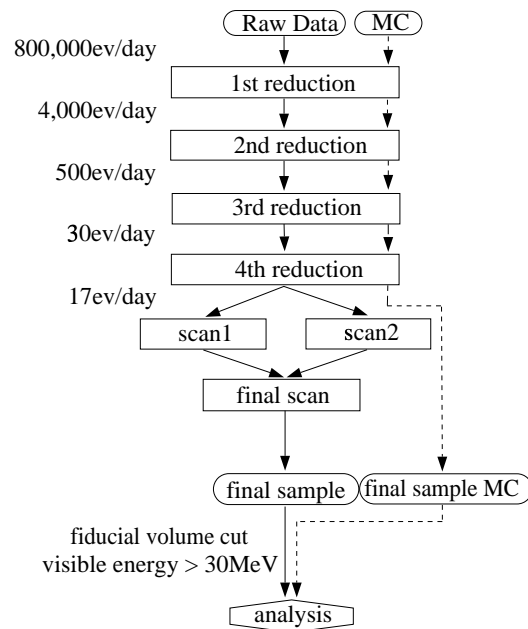 Raw Data
MC
800,000ev/day
1st reduction
4,000ev/day
2nd reduction
500ev/day
3rd reduction
30ev/day
4th reduction
17ev/day
scan1
scan2
final scan
final sample
final sample MC
fiducial volume cut
visible energy > 30MeV
analysis